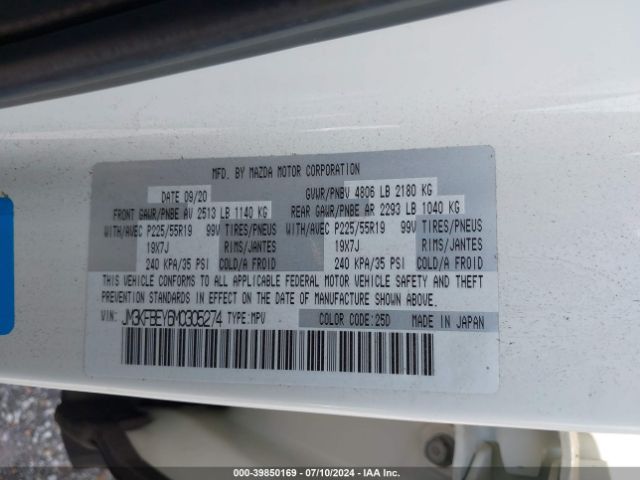 MFD. BY MAZDA MOTOR CORPORATION
DATE 09/20 GVWR/PNBV 4806 LB 2180 KG
FRONT GAWR/PNBE AV 2513 LB 1140 KG REAR GAWR/PNBE AR 2293 LB 1040 KG
WITH/AVEC P225/55R19 99V TIRES/PNEUS WITH/AVEC P225/55R19 99V TIRES/PNEUS
19X7J RIMS/JANTES 19X7J RIMS/JANTES
240 KPA/35 PSI COLD/A FROID 240 KPA/35 PSI COLD/A FROID
THIS VEHICLE CONFORMS TO ALL APPLICABLE FEDERAL MOTOR VEHICLE SAFETY AND THEFT
PREVENTION STANDARDS IN EFFECT ON THE DATE OF MANUFACTURE SHOWN ABOVE.
VIN: JM3KFBEY6M0305274 TYPE:MPV COLOR CODE:25D MADE IN JAPAN
000-39850169 - 07/10/2024 - IAA Inc.